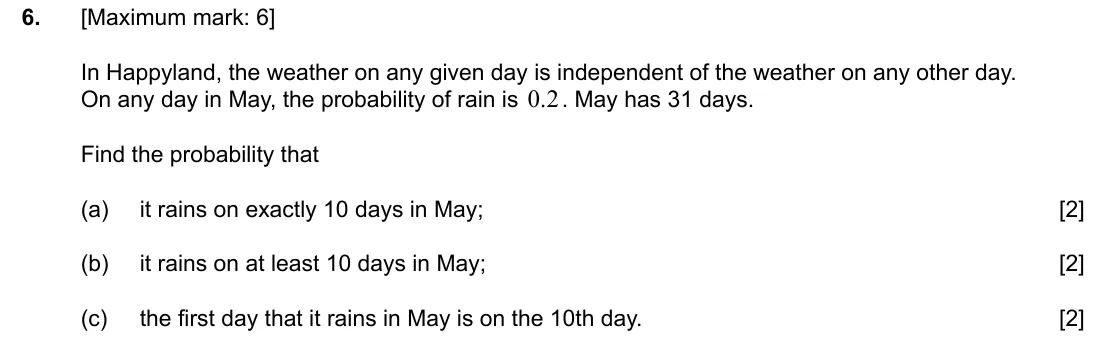 6. [Maximum mark: 6]
In Happyland, the weather on any given day is independent of the weather on any other day.
On any day in May, the probability of rain is 0.2. May has 31 days.
Find the probability that
(a) it rains on exactly 10 days in May; [2]
(b) it rains on at least 10 days in May; [2]
(c) the first day that it rains in May is on the 10th day. [2]